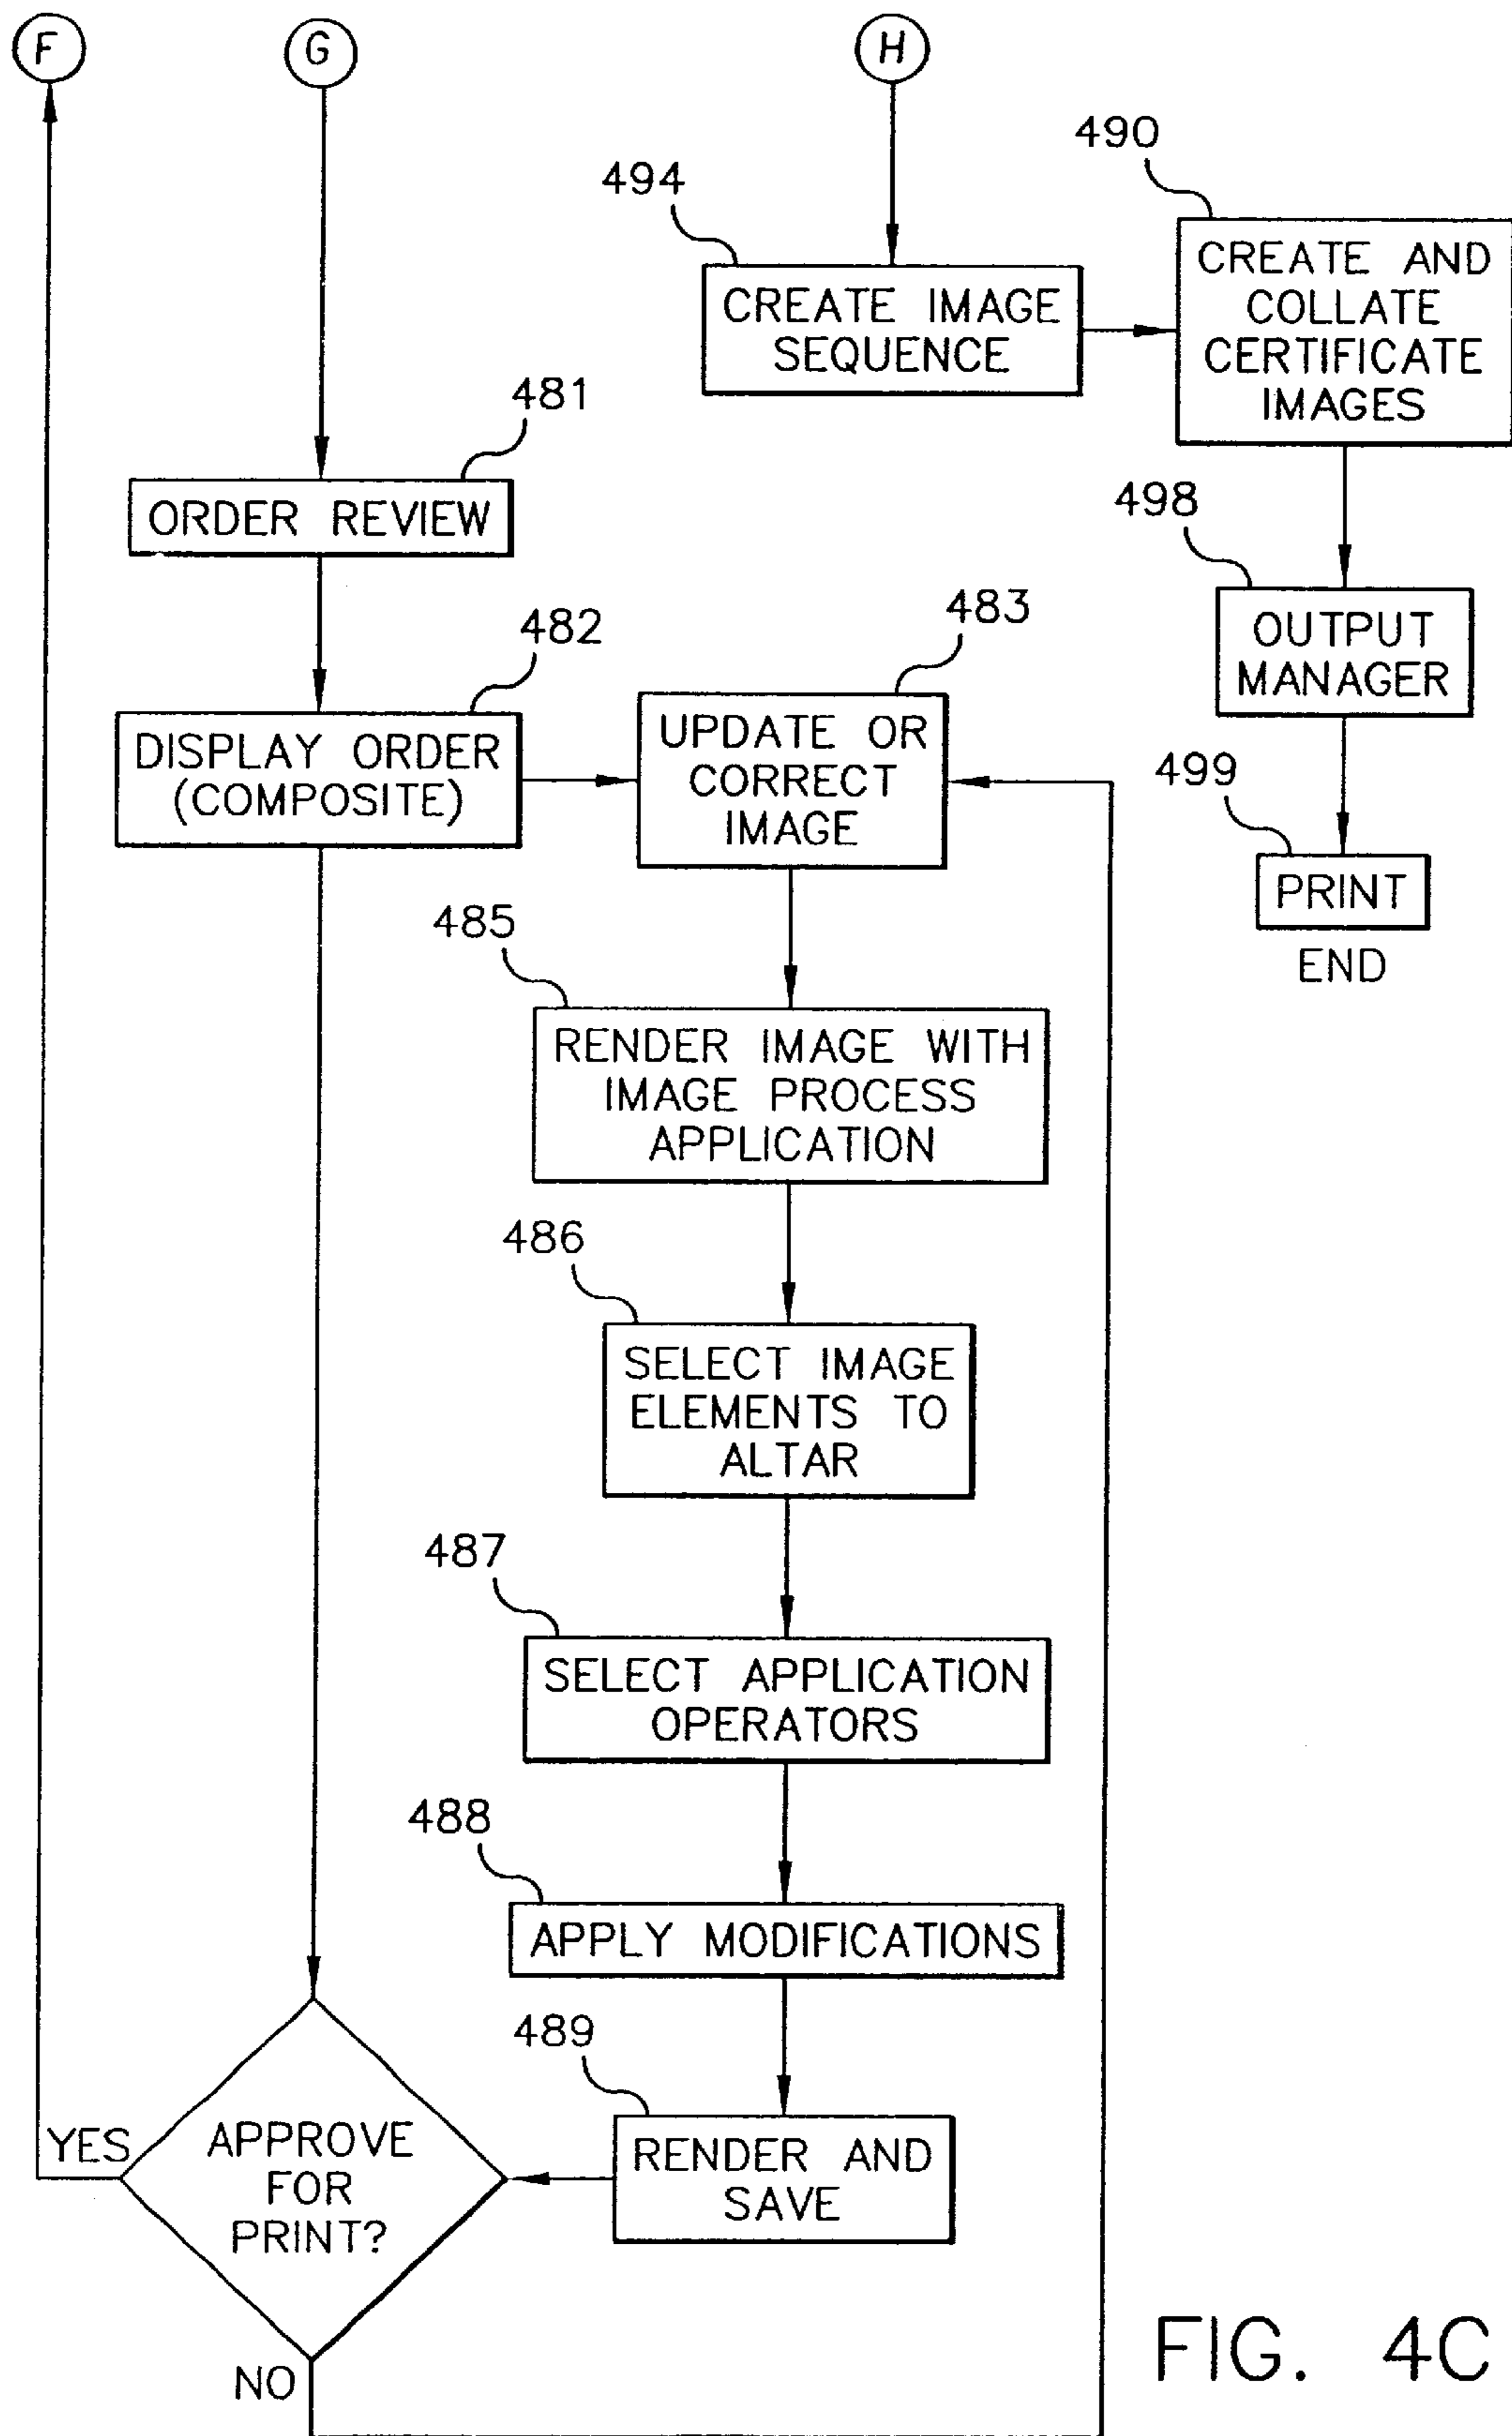 F
G
H
494
CREATE IMAGE
SEQUENCE
490
CREATE AND
COLLATE
CERTIFICATE
IMAGES
481
ORDER REVIEW
498
OUTPUT
MANAGER
482
DISPLAY ORDER
(COMPOSITE)
483
UPDATE OR
CORRECT
IMAGE
499
PRINT
END
485
RENDER IMAGE WITH
IMAGE PROCESS
APPLICATION
486
SELECT IMAGE
ELEMENTS TO
ALTAR
487
SELECT APPLICATION
OPERATORS
488
APPLY MODIFICATIONS
489
RENDER AND
SAVE
YES
APPROVE
FOR
PRINT?
NO
FIG. 4C